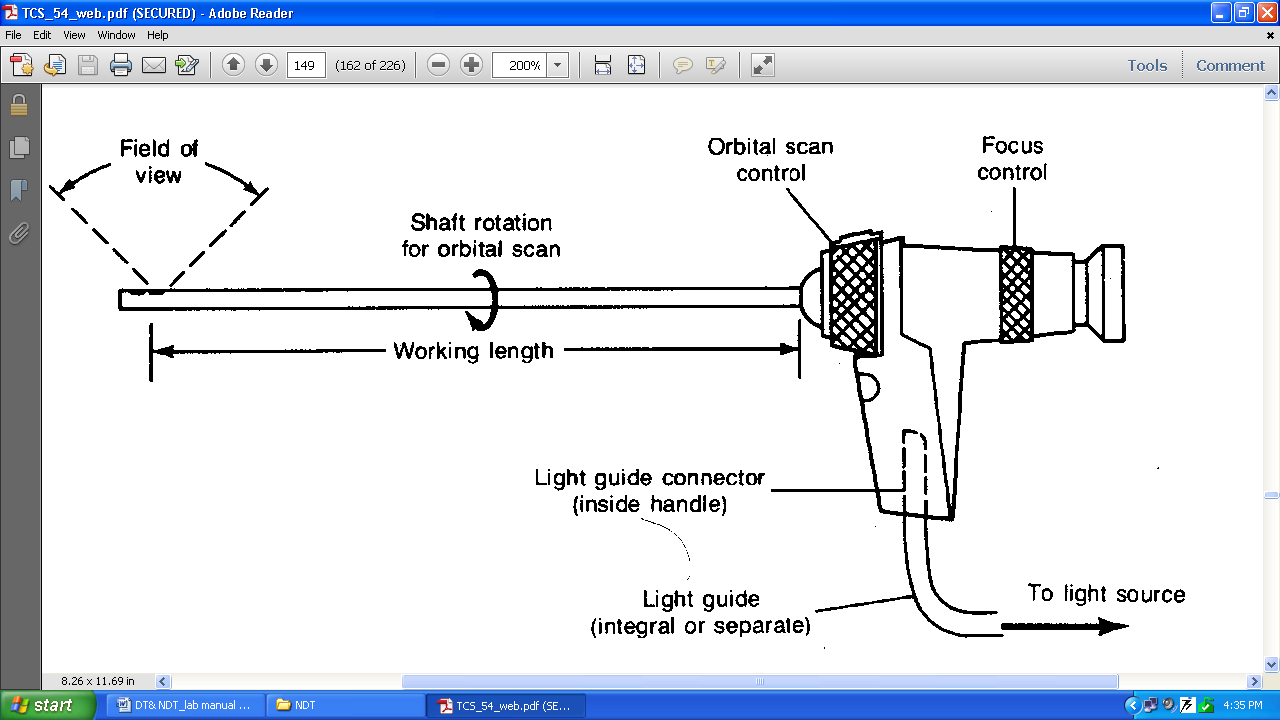 TCS_54_web.pdf (SECURED) - Adobe Reader
File Edit View Window Help
149 (162 of 226) 200% Tools Comment
Field of
view
Orbital scan
control
Focus
control
Shaft rotation
for orbital scan
Working length
Light guide connector
(inside handle)
Light guide
(integral or separate)
To light source
8.26 x 11.69 in
start DT& NDT_lab manual ... NDT TCS_54_web.pdf (SE... 4:35 PM